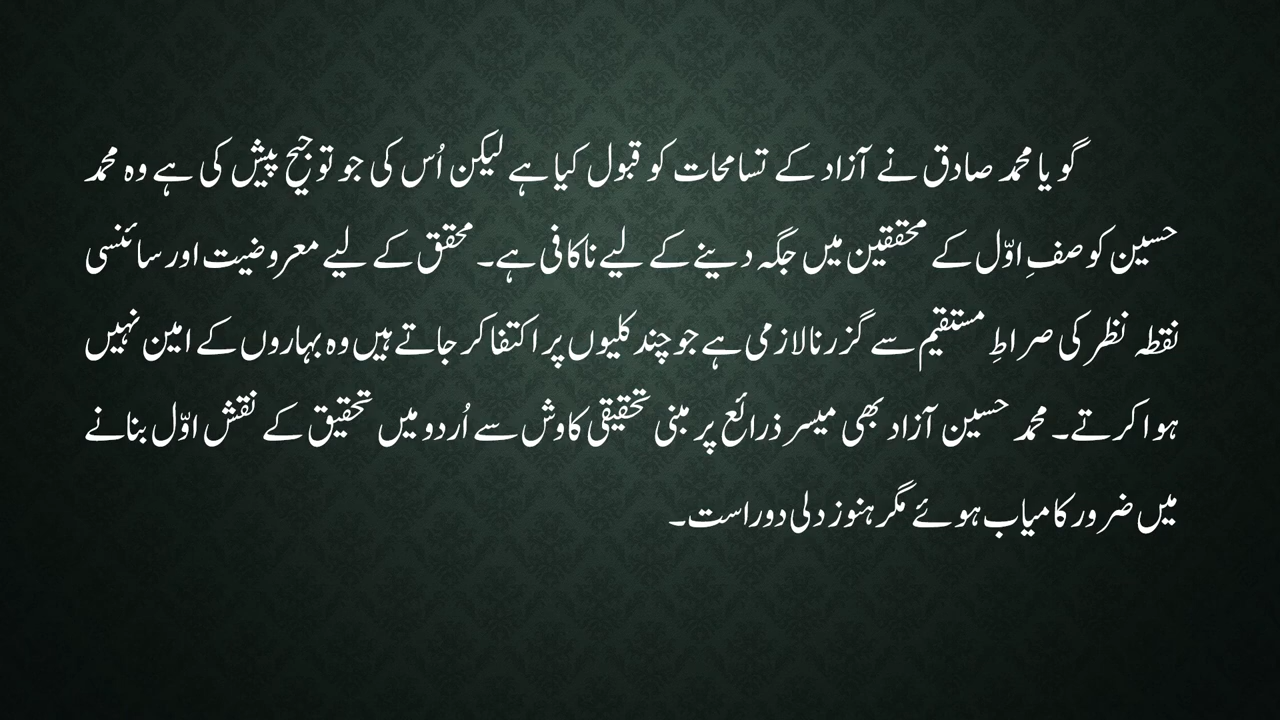 گویا محمد صادق نے آزاد کے تسامحات کو قبول کیا ہے لیکن اُس کی جو توجیح پیش کی ہے وہ محمد
حسین کو صفِ اوّل کے محققین میں جگہ دینے کے لیے ناکافی ہے۔ محقق کے لیے معروضیت اور سائنسی
نقطہ نظر کی صراطِ مستقیم سے گزرنا لازمی ہے جو چند کلیوں پر اکتفا کر جاتے ہیں وہ بہاروں کے امین نہیں
ہوا کرتے۔ محمد حسین آزاد بھی میسر ذرائع پر مبنی تحقیقی کاوش سے اُردو میں تحقیق کے نقش اوّل بنانے
میں ضرور کامیاب ہوئے مگر ہنوز دلی دور است۔